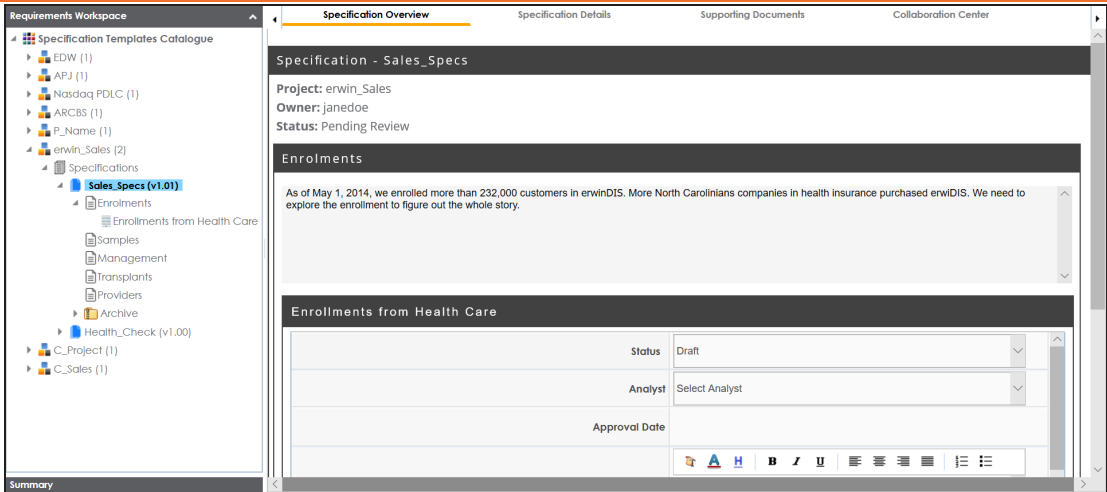 Requirements Workspace
Specification Templates Catalogue
EDW (1)
APJ (1)
Nasdaq PDLC (1)
ARCBS (1)
P_Name (1)
erwin_Sales (2)
Specifications
Sales_Specs (v1.01)
Enrolments
Enrollments from Health Care
Samples
Management
Transplants
Providers
Archive
Health_Check (v1.00)
C_Project (1)
C_Sales (1)
Summary
Specification Overview
Specification Details
Supporting Documents
Collaboration Center
Specification - Sales_Specs
Project: erwin_Sales
Owner: janedoe
Status: Pending Review
Enrolments
As of May 1, 2014, we enrolled more than 232,000 customers in erwinDIS. More North Carolinians companies in health insurance purchased erwiDIS. We need to
explore the enrollment to figure out the whole story.
Enrollments from Health Care
Status Draft
Analyst Select Analyst
Approval Date
A H B I U